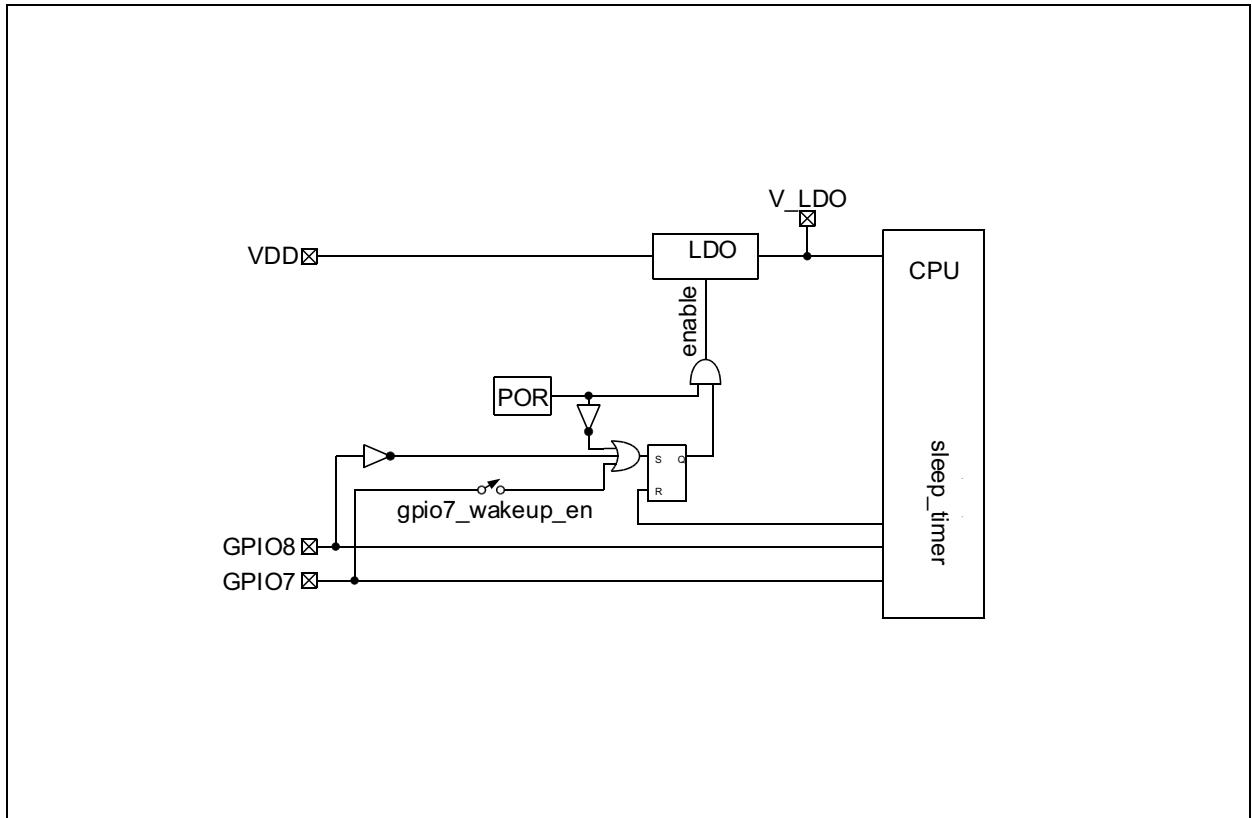 V_LDO
VDD
LDO
CPU
enable
POR
S Q
R
sleep_timer
gpio7_wakeup_en
GPIO8
GPIO7